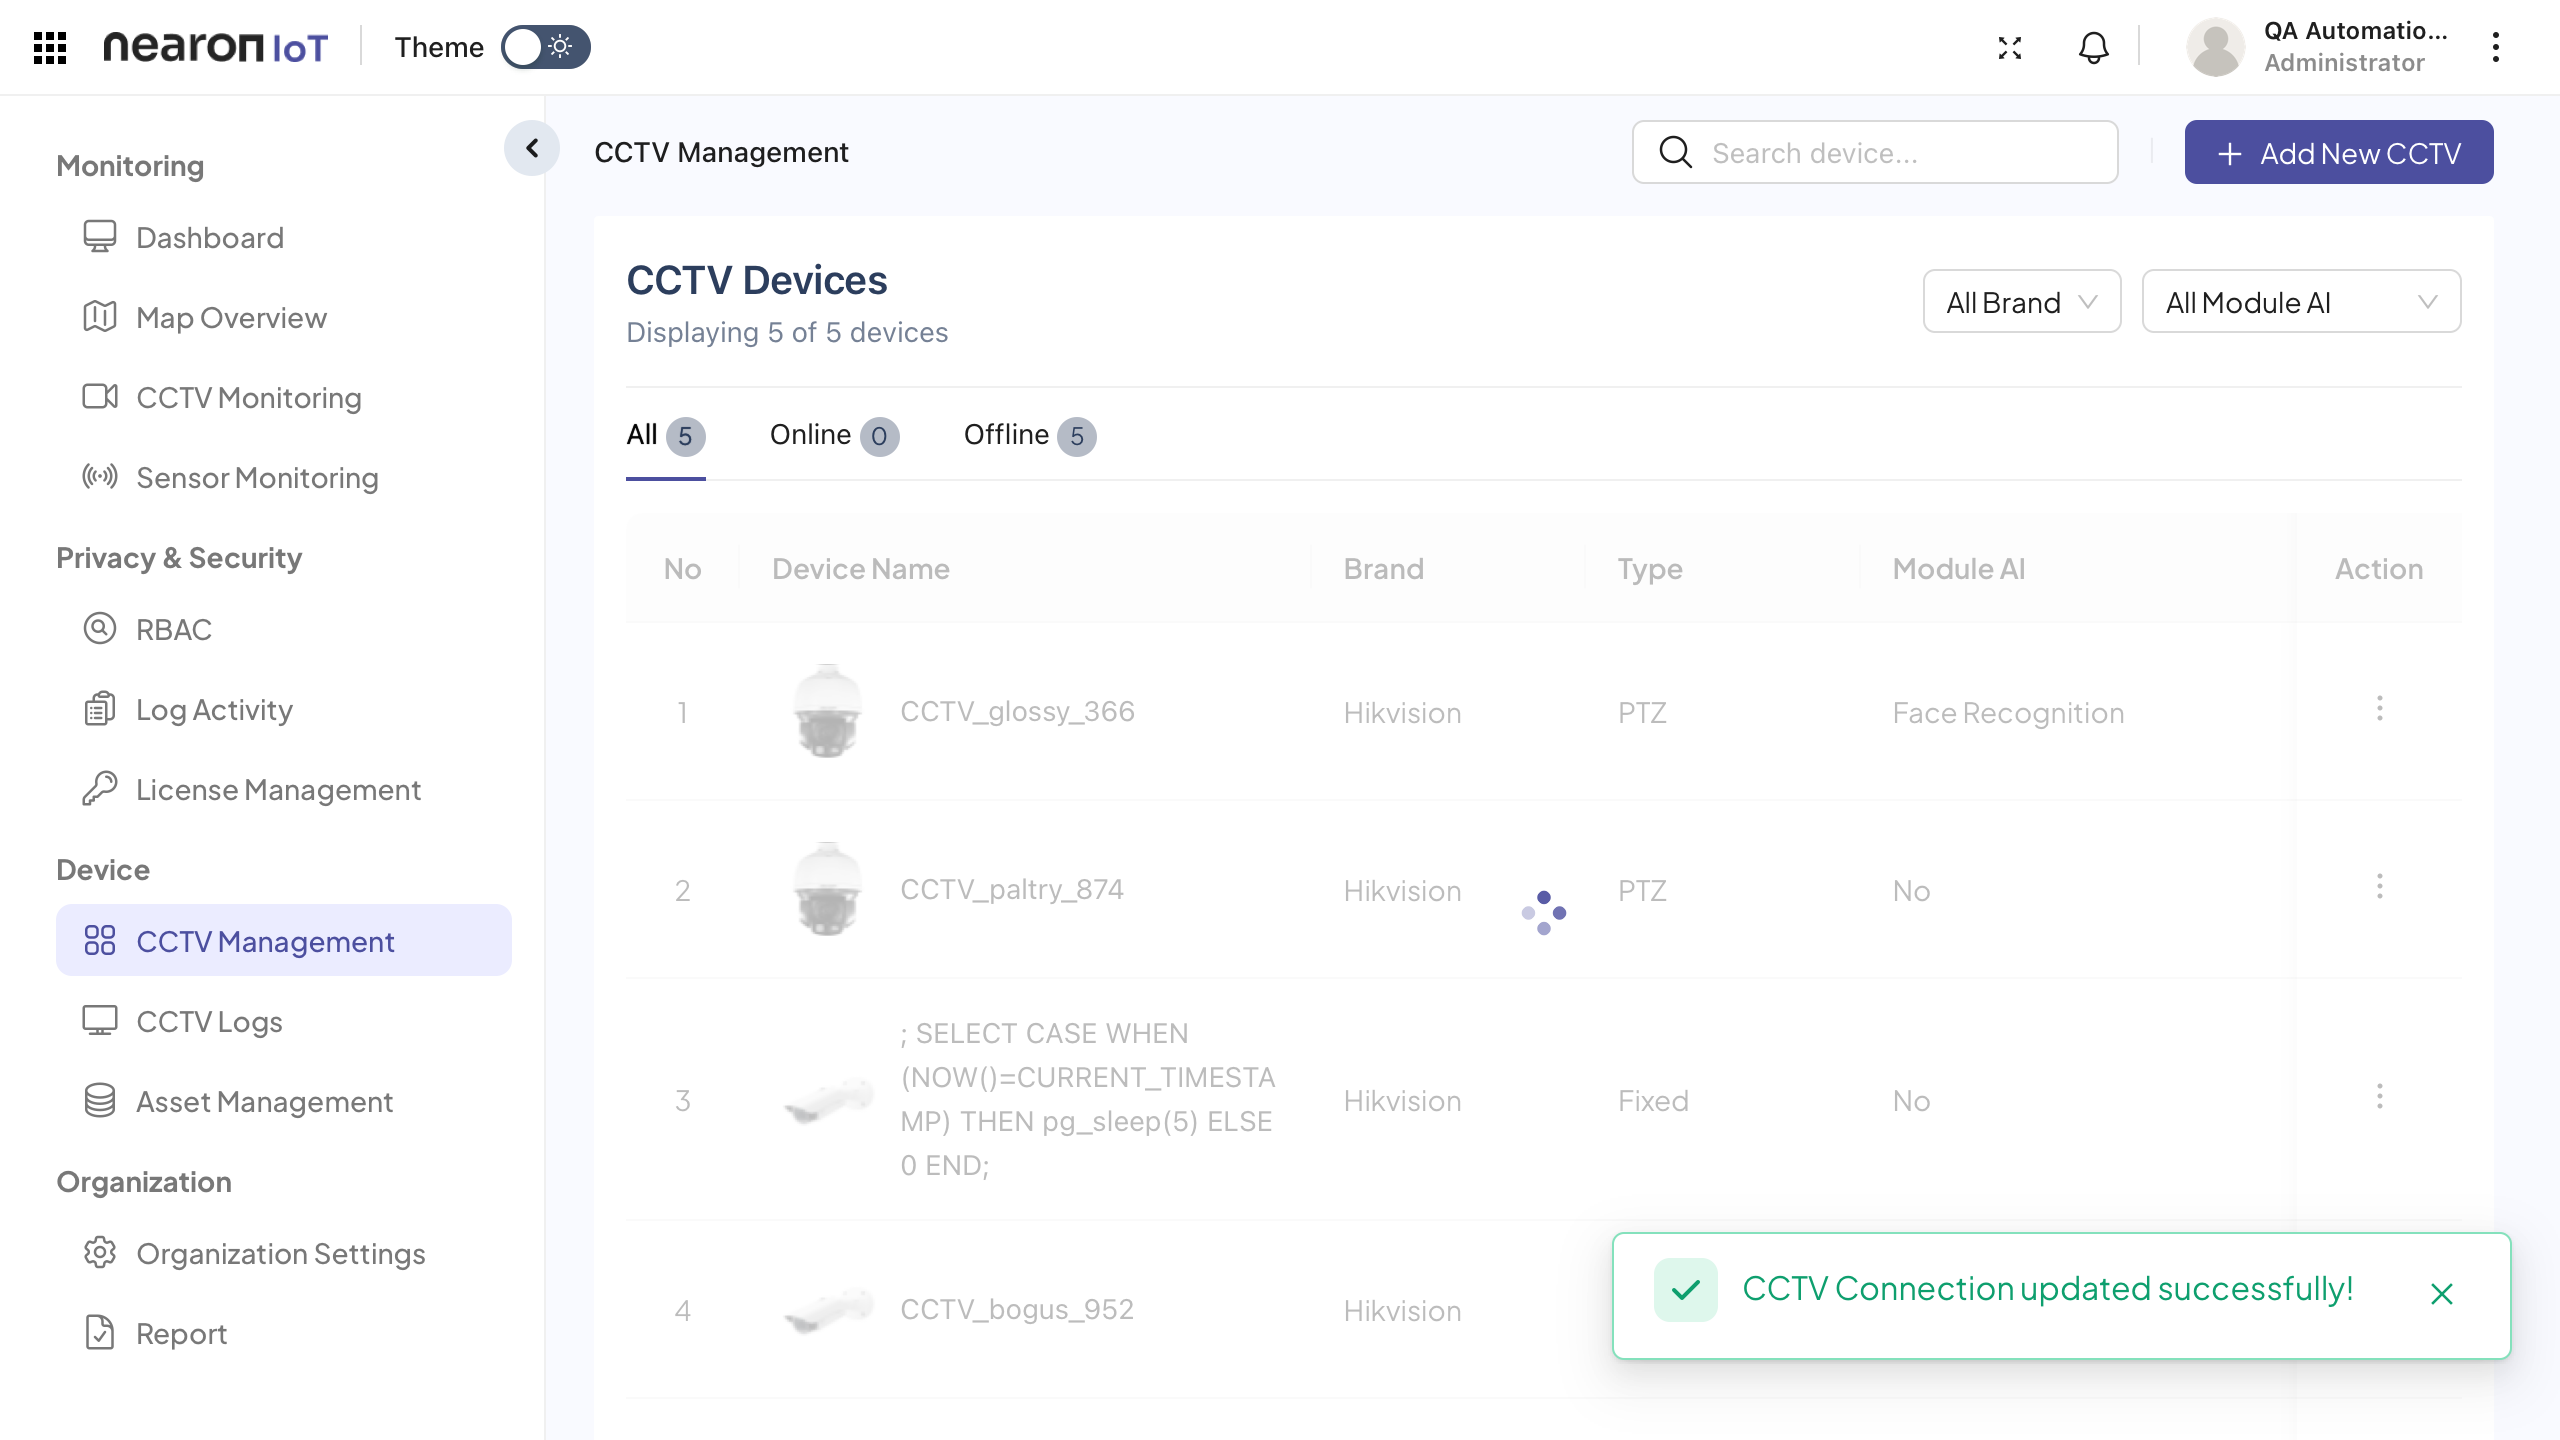 nearon IoT
Theme
QA Automatio...
Administrator
Monitoring
Dashboard
Map Overview
CCTV Monitoring
Sensor Monitoring
Privacy & Security
RBAC
Log Activity
License Management
Device
CCTV Management
CCTV Logs
Asset Management
Organization
Organization Settings
Report
CCTV Management
Search device...
Add New CCTV
CCTV Devices
Displaying 5 of 5 devices
All Brand
All Module AI
All 5
Online 0
Offline 5
No Device Name Brand Type Module AI Action
1 CCTV_glossy_366 Hikvision PTZ Face Recognition
2 CCTV_paltry_874 Hikvision PTZ No
; SELECT CASE WHEN
(NOW()=CURRENT_TIMESTA
3 Hikvision Fixed No
MP) THEN pg_sleep(5) ELSE
0 END;
4 CCTV_bogus_952 Hikvision
CCTV Connection updated successfully!